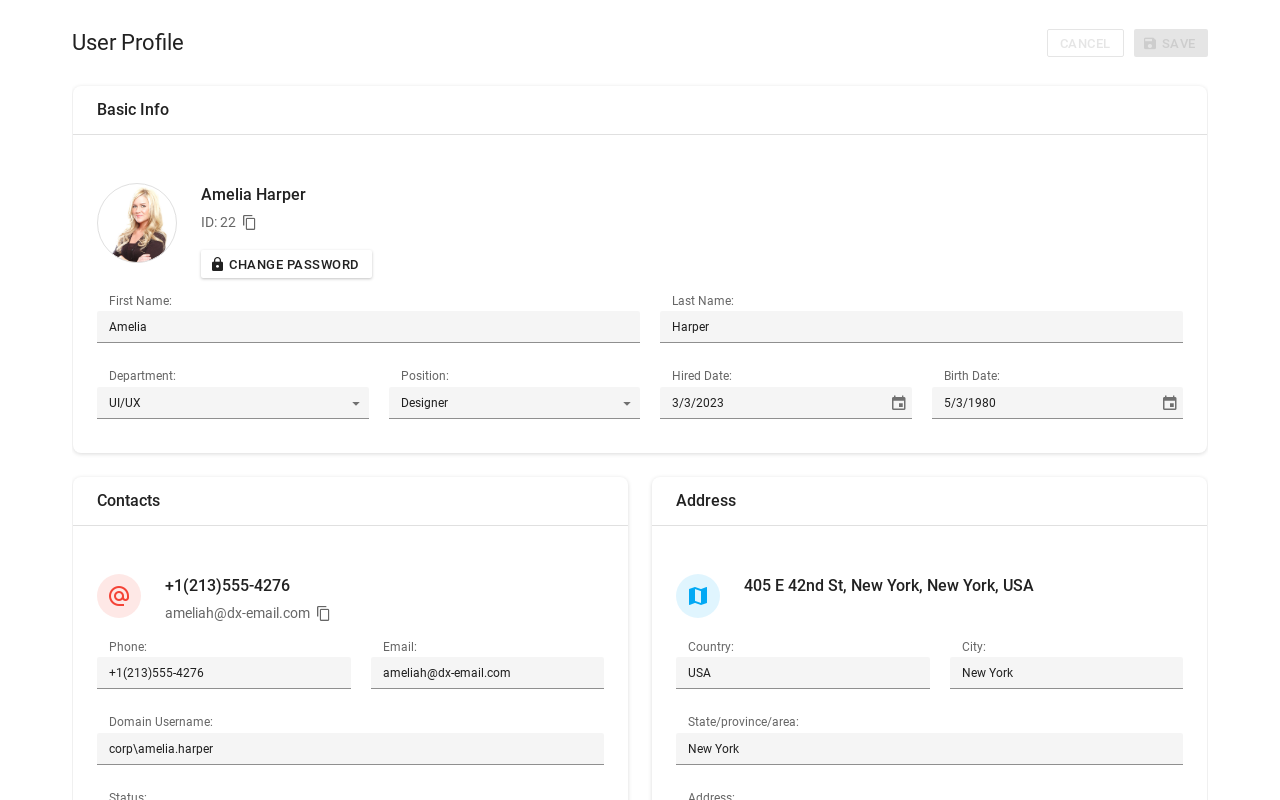 User Profile
CANCEL
SAVE
Basic Info
Amelia Harper
ID: 22
CHANGE PASSWORD
First Name:
Last Name:
Amelia
Harper
Department:
Position:
Hired Date:
Birth Date:
UI/UX
Designer
3/3/2023
5/3/1980
Contacts
Address
+1(213)555-4276
ameliah@dx-email.com
405 E 42nd St, New York, New York, USA
Phone:
Email:
Country:
City:
+1(213)555-4276
ameliah@dx-email.com
USA
New York
Domain Username:
State/province/area:
corp\amelia.harper
New York
Status:
Address: